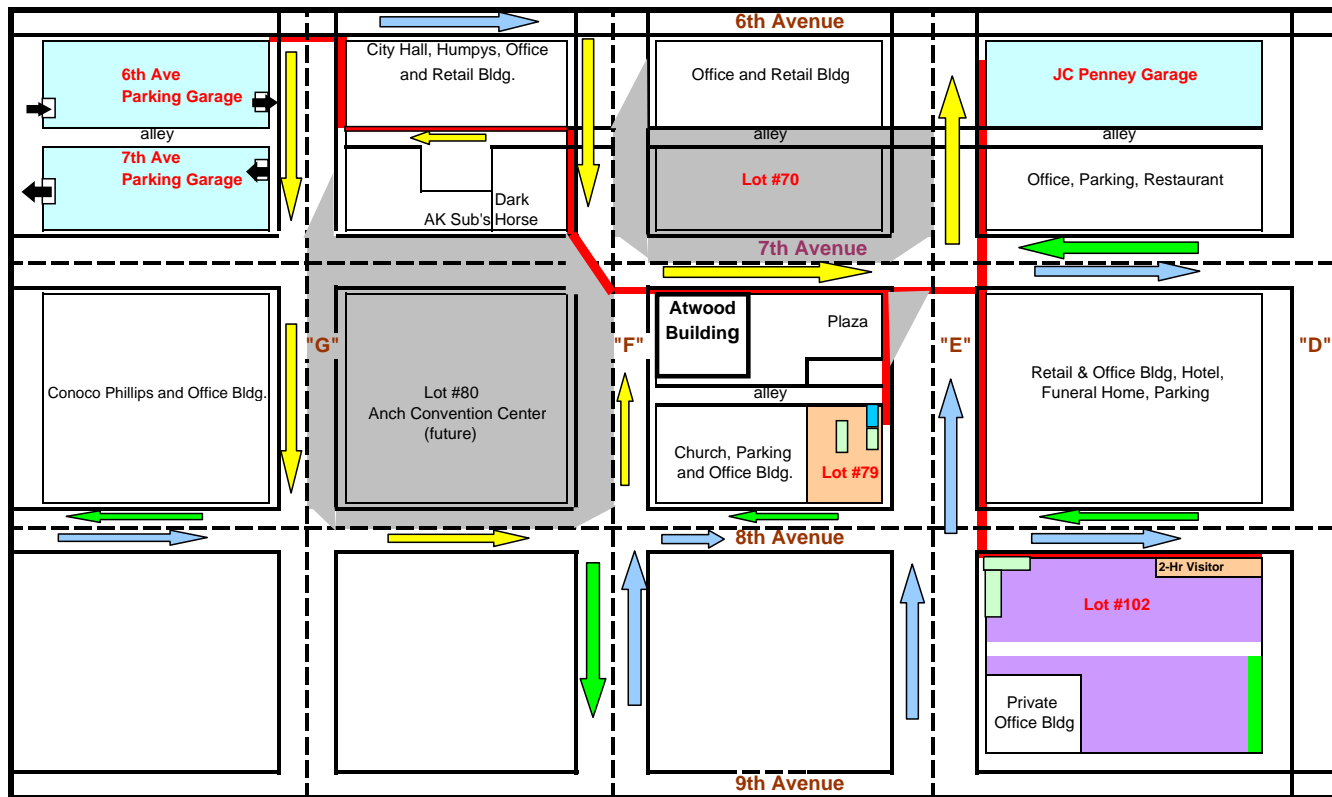 6th Avenue
6th Ave
Parking Garage
City Hall, Humpys, Office
and Retail Bldg.
Office and Retail Bldg
JC Penney Garage
alley
alley
alley
7th Ave
Parking Garage
Dark
AK Sub's Horse
Lot #70
Office, Parking, Restaurant
7th Avenue
"G"
"F"
"E"
"D"
Atwood
Building
Plaza
Conoco Phillips and Office Bldg.
Lot #80
Anch Convention Center
(future)
alley
Retail & Office Bldg, Hotel,
Funeral Home, Parking
Church, Parking
and Office Bldg.
Lot #79
8th Avenue
2-Hr Visitor
Lot #102
Private
Office Bldg
9th Avenue